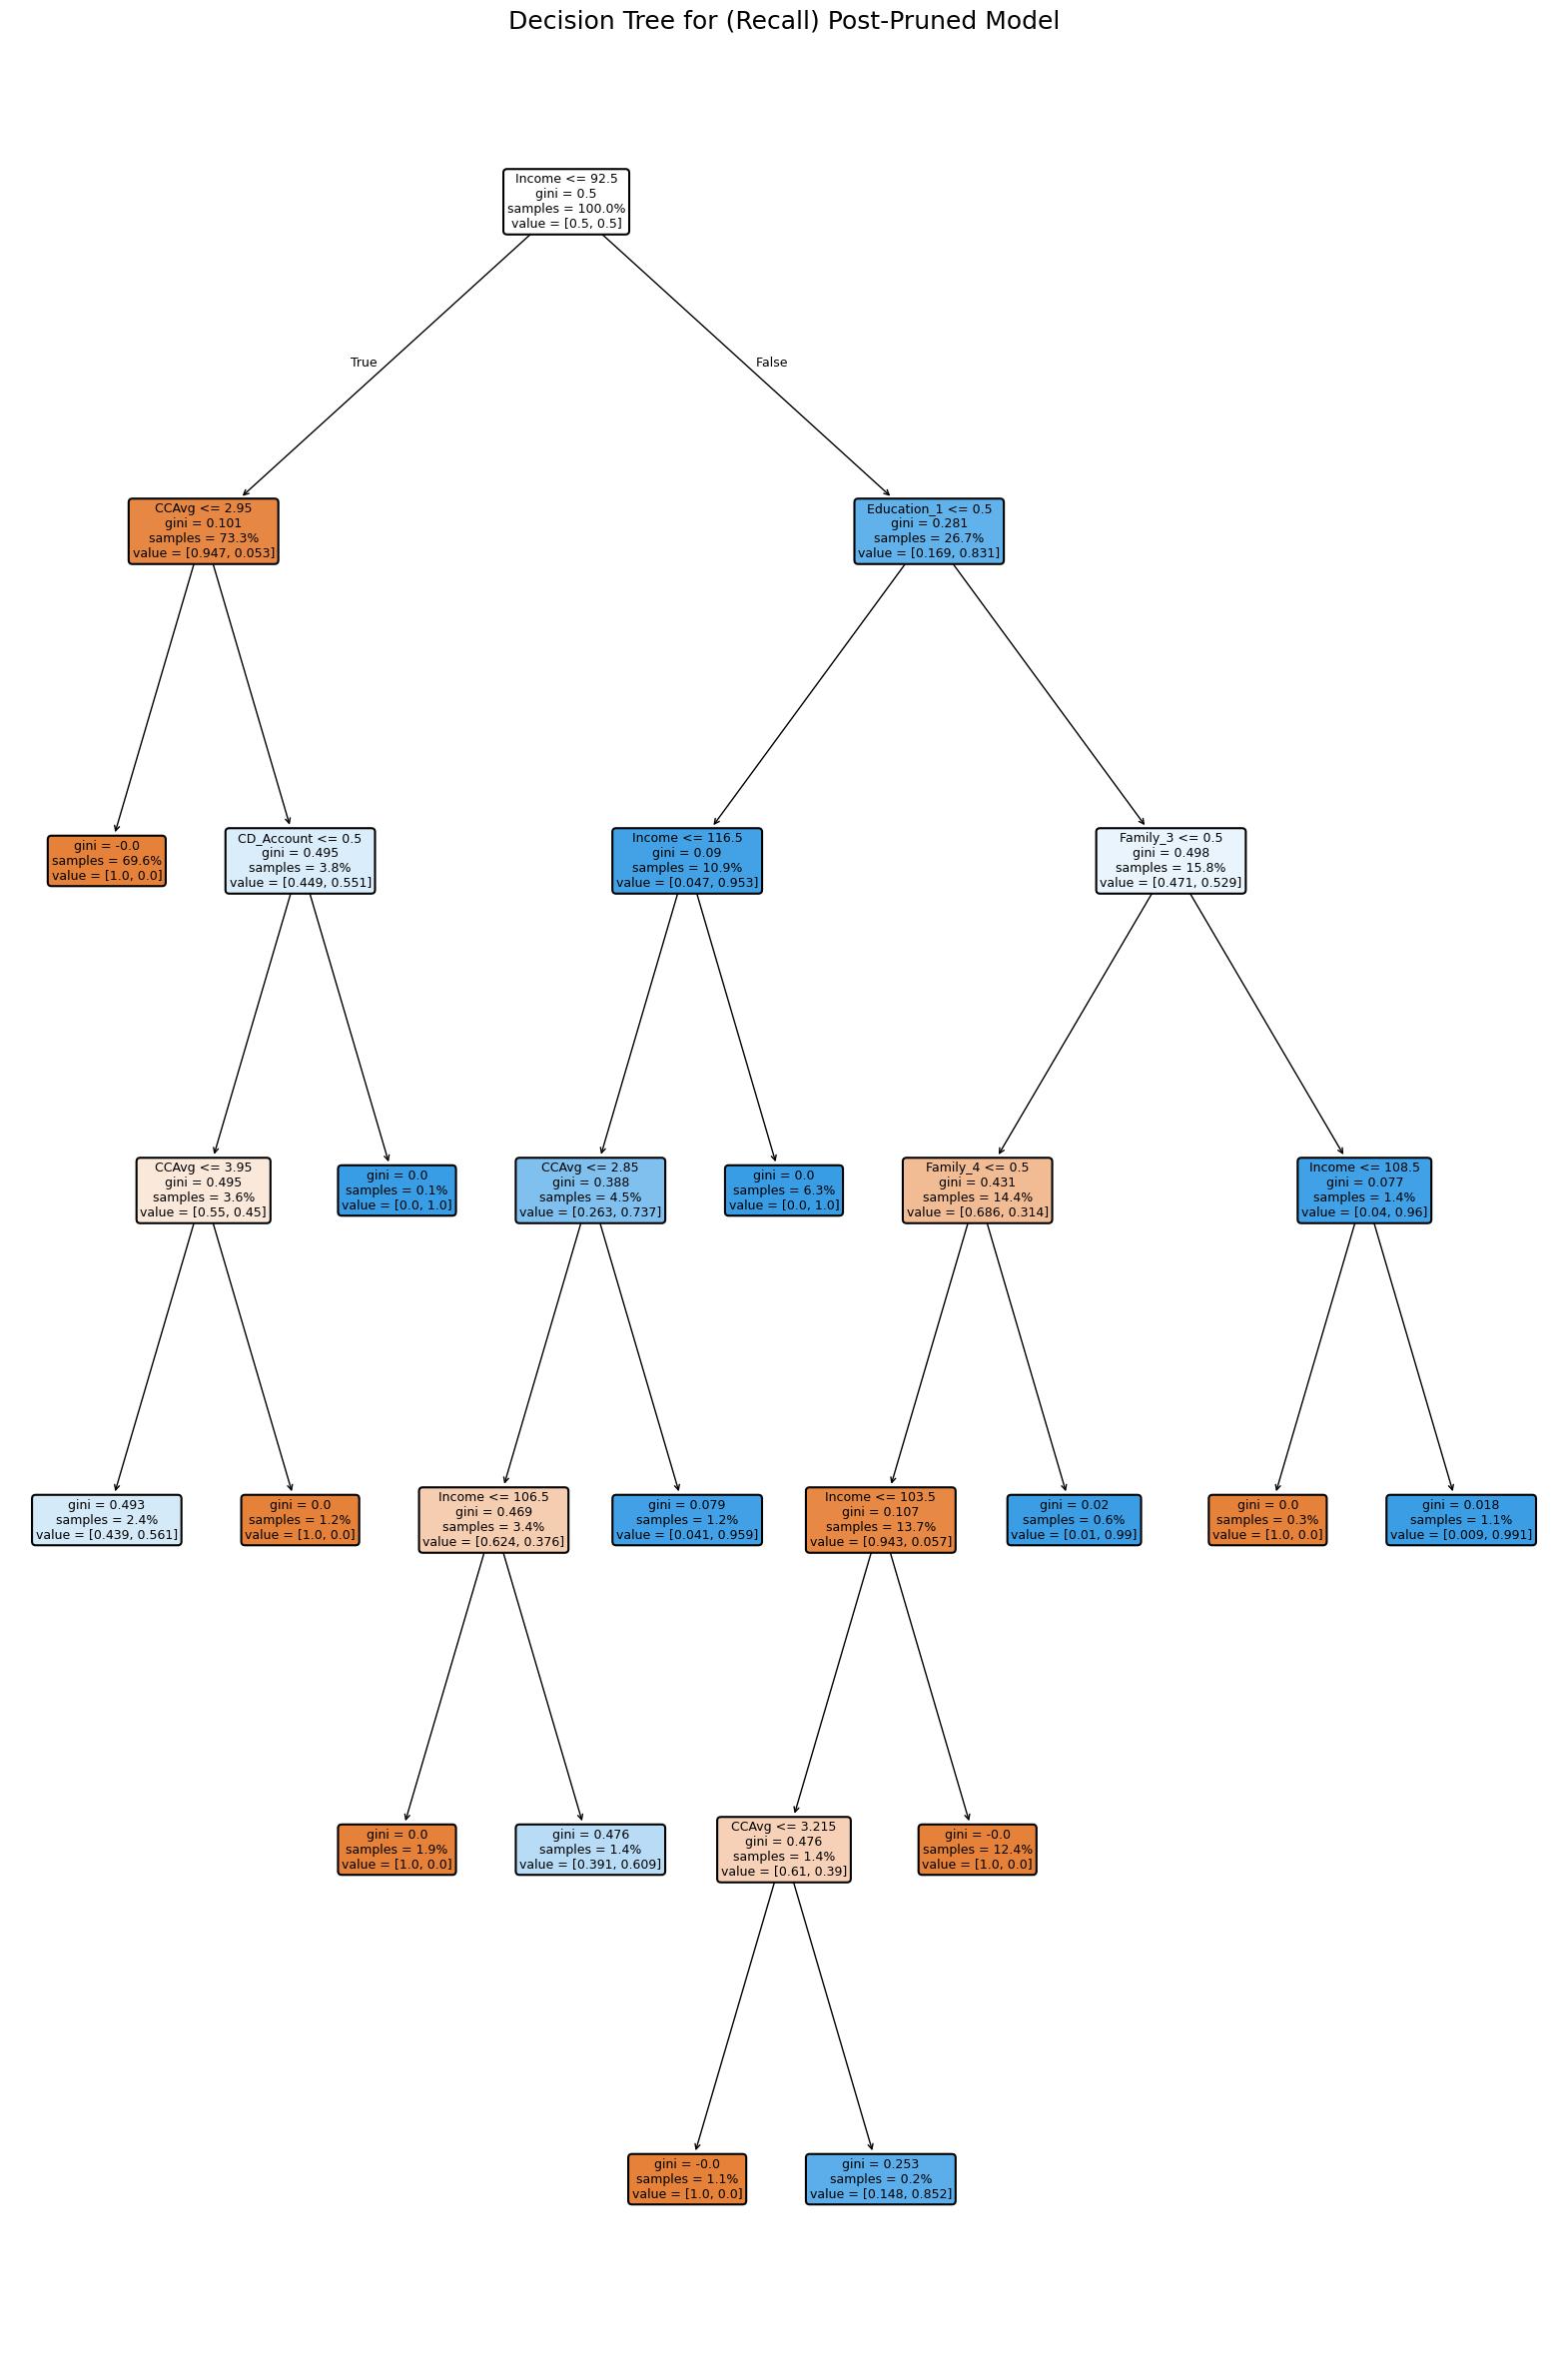 Decision Tree for (Recall) Post-Pruned Model
Income <= 92.5
gini = 0.5
samples = 100.0%
value = [0.5, 0.5]
True
False
CCAvg <= 2.95
gini = 0.101
samples = 73.3%
value = [0.947, 0.053]
Education_1 <= 0.5
gini = 0.281
samples = 26.7%
value = [0.169, 0.831]
gini = -0.0
samples = 69.6%
value = [1.0, 0.0]
CD_Account <= 0.5
gini = 0.495
samples = 3.8%
value = [0.449, 0.551]
Income <= 116.5
gini = 0.09
samples = 10.9%
value = [0.047, 0.953]
Family_3 <= 0.5
gini = 0.498
samples = 15.8%
value = [0.471, 0.529]
CCAvg <= 3.95
gini = 0.495
samples = 3.6%
value = [0.55, 0.45]
gini = 0.0
samples = 0.1%
value = [0.0, 1.0]
CCAvg <= 2.85
gini = 0.388
samples = 4.5%
value = [0.263, 0.737]
gini = 0.0
samples = 6.3%
value = [0.0, 1.0]
Family_4 <= 0.5
gini = 0.431
samples = 14.4%
value = [0.686, 0.314]
Income <= 108.5
gini = 0.077
samples = 1.4%
value = [0.04, 0.96]
gini = 0.493
samples = 2.4%
value = [0.439, 0.561]
gini = 0.0
samples = 1.2%
value = [1.0, 0.0]
Income <= 106.5
gini = 0.469
samples = 3.4%
value = [0.624, 0.376]
gini = 0.079
samples = 1.2%
value = [0.041, 0.959]
Income <= 103.5
gini = 0.107
samples = 13.7%
value = [0.943, 0.057]
gini = 0.02
samples = 0.6%
value = [0.01, 0.99]
gini = 0.0
samples = 0.3%
value = [1.0, 0.0]
gini = 0.018
samples = 1.1%
value = [0.009, 0.991]
gini = 0.0
samples = 1.9%
value = [1.0, 0.0]
gini = 0.476
samples = 1.4%
value = [0.391, 0.609]
CCAvg <= 3.215
gini = 0.476
samples = 1.4%
value = [0.61, 0.39]
gini = -0.0
samples = 12.4%
value = [1.0, 0.0]
gini = -0.0
samples = 1.1%
value = [1.0, 0.0]
gini = 0.253
samples = 0.2%
value = [0.148, 0.852]